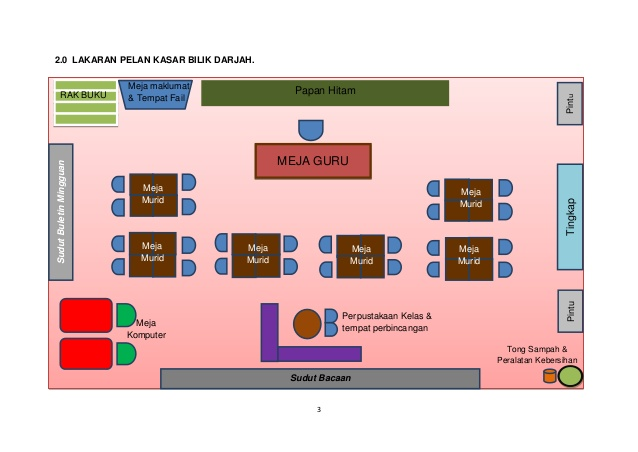 2.0 LAKARAN PELAN KASAR BILIK DARJAH.
RAK BUKU
Meja maklumat
& Tempat Fail
Papan Hitam
Pintu
MEJA GURU
Sudut Buletin Mingguan
Meja
Murid
Meja
Murid
Tingkap
Meja
Murid
Meja
Murid
Meja
Murid
Meja
Murid
Meja
Komputer
Perpustakaan Kelas &
tempat perbincangan
Pintu
Tong Sampah &
Peralatan Kebersihan
Sudut Bacaan
3